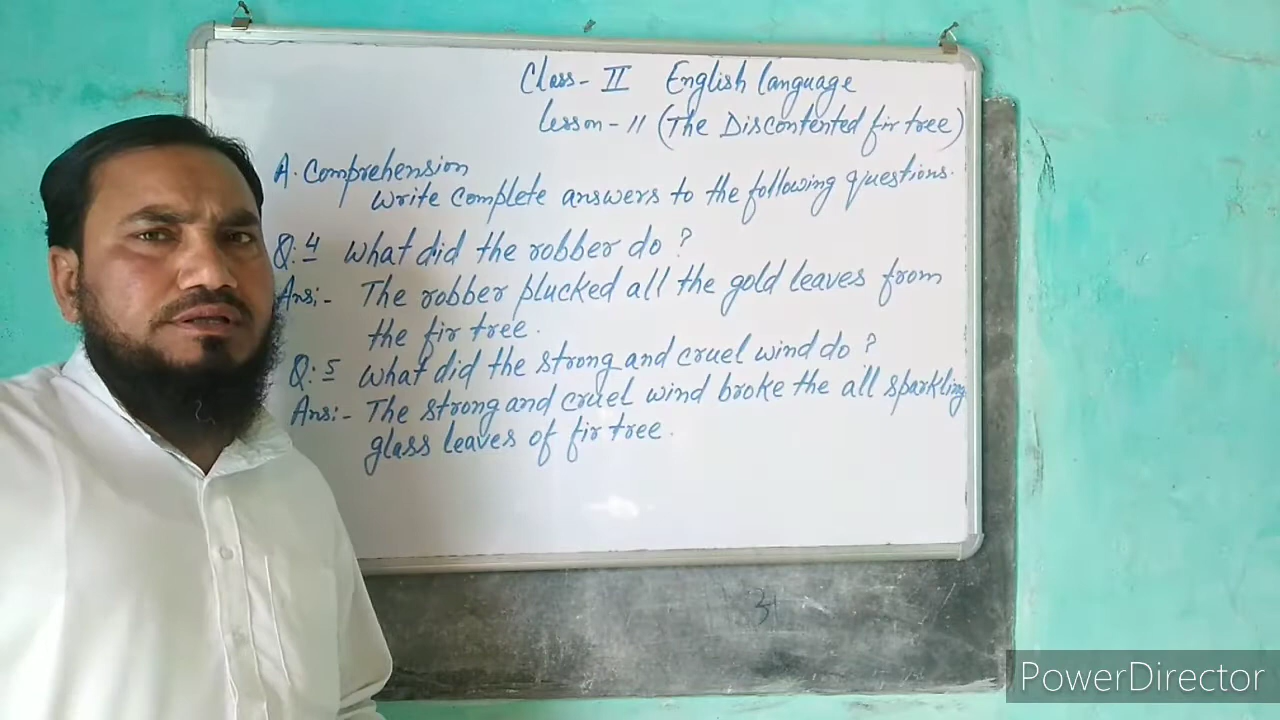 Class - II English language
Lesson - 11 (The Discontented fir tree)
A. Comprehension
Write complete answers to the following questions.
Q:4 What did the robber do ?
Ans:- The robber plucked all the gold leaves from
the fir tree.
Q:5 What did the strong and cruel wind do ?
Ans:- The strong and cruel wind broke the all sparkling
glass leaves of fir tree.
PowerDirector